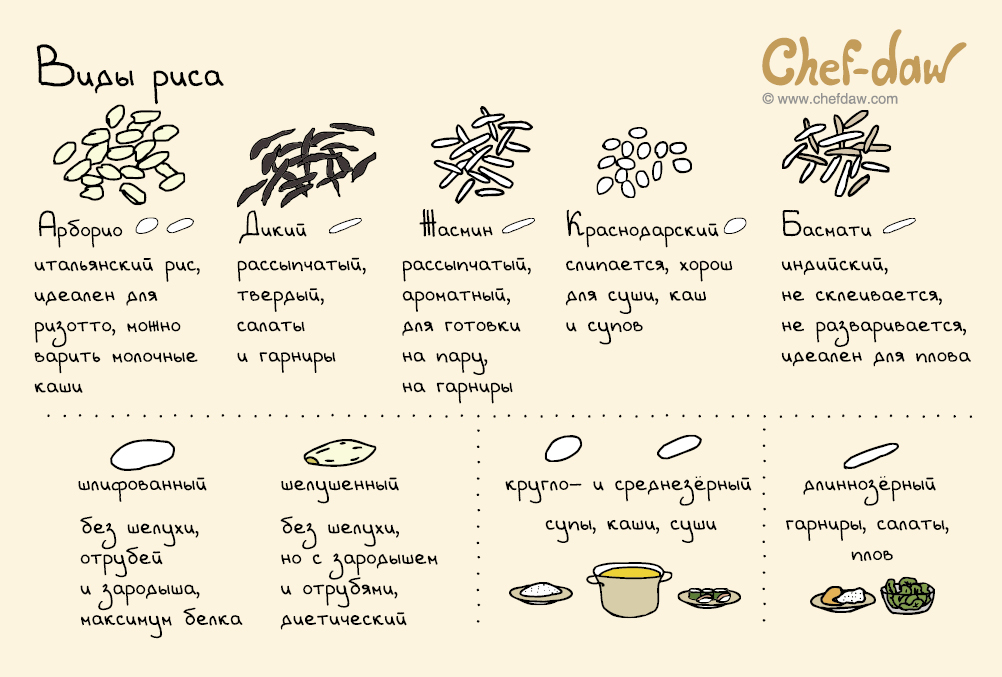 Виды риса
Chef-daw
© www.chefdaw.com
Арборио
итальянский рис,
идеален для
ризотто, можно
варить молочные
каши
Дикий
рассыпчатый,
твердый,
салаты
и гарниры
Жасмин
рассыпчатый,
ароматный,
для готовки
на пару,
на гарниры
Краснодарский
слипается, хорош
для суши, каш
и супов
Басмати
индийский,
не склеивается,
не разваривается,
идеален для плова
шлифованный
без шелухи,
отрубей
и зародыша,
максимум белка
шелушенный
без шелухи,
но с зародышем
и отрубями,
диетический
кругло– и среднезёрный
супы, каши, суши
длиннозёрный
гарниры, салаты,
плов